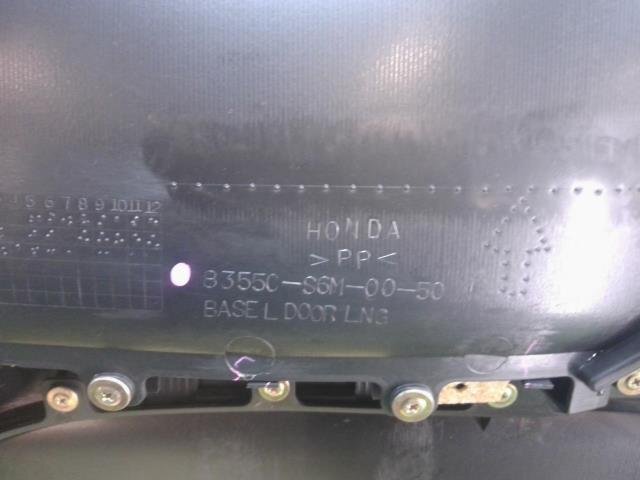 5 6 7 8 9 10 11 12
HONDA
>PP<
83550-S6M-00-50
BASE L DOOR LNG